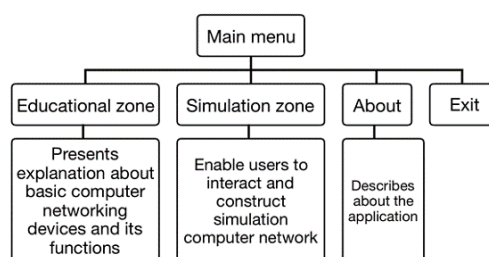 Main menu
Educational zone
Simulation zone
About
Exit
Presents
explanation about
basic computer
networking
devices and its
functions
Enable users to
interact and
construct
simulation
computer network
Describes
about the
application